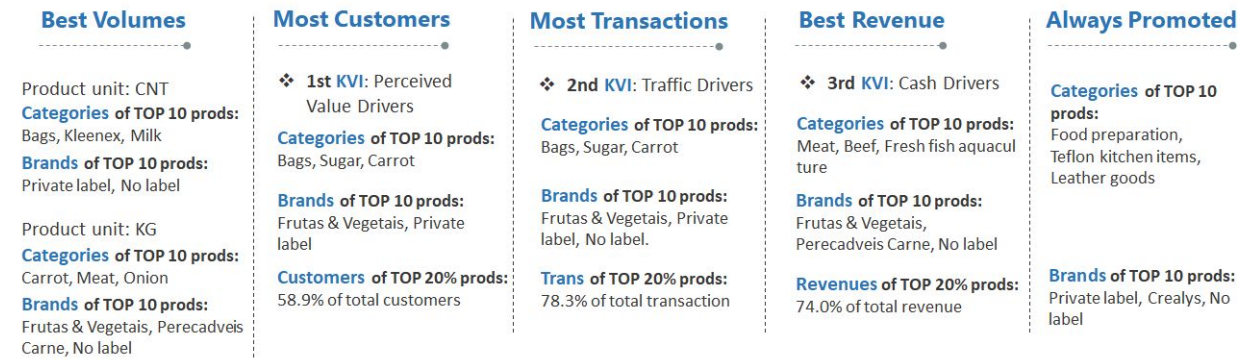 Best Volumes
Product unit: CNT
Categories of TOP 10 prods:
Bags, Kleenex, Milk
Brands of TOP 10 prods:
Private label, No label
Product unit: KG
Categories of TOP 10 prods:
Carrot, Meat, Onion
Brands of TOP 10 prods:
Frutas & Vegetais, Perecadveis
Carne, No label
Most Customers
❖ 1st KVI: Perceived
Value Drivers
Categories of TOP 10 prods:
Bags, Sugar, Carrot
Brands of TOP 10 prods:
Frutas & Vegetais, Private
label
Customers of TOP 20% prods:
58.9% of total customers
Most Transactions
❖ 2nd KVI: Traffic Drivers
Categories of TOP 10 prods:
Bags, Sugar, Carrot
Brands of TOP 10 prods:
Frutas & Vegetais, Private
label, No label.
Trans of TOP 20% prods:
78.3% of total transaction
Best Revenue
❖ 3rd KVI: Cash Drivers
Categories of TOP 10 prods:
Meat, Beef, Fresh fish aquacul
ture
Brands of TOP 10 prods:
Frutas & Vegetais,
Perecadveis Carne, No label
Revenues of TOP 20% prods:
74.0% of total revenue
Always Promoted
Categories of TOP 10
prods:
Food preparation,
Teflon kitchen items,
Leather goods
Brands of TOP 10 prods:
Private label, Crealys, No
label